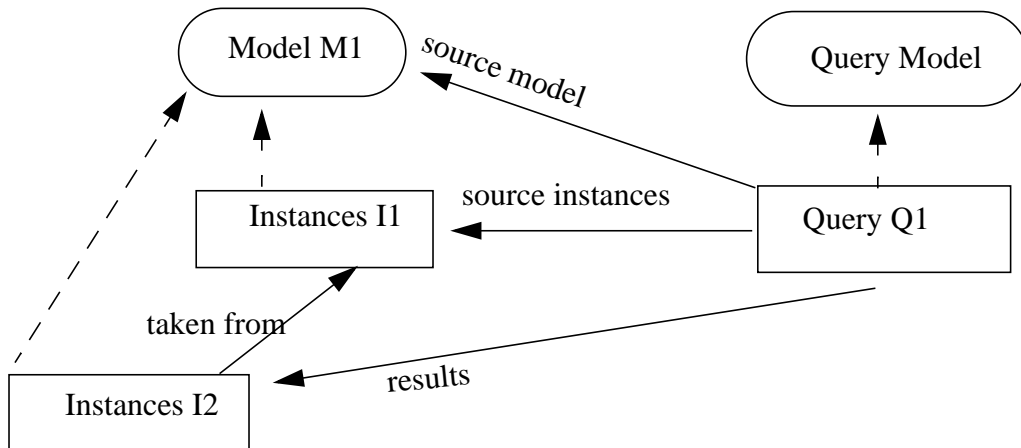 Model M1
source model
Query Model
source instances
Instances I1
Query Q1
taken from
results
Instances I2